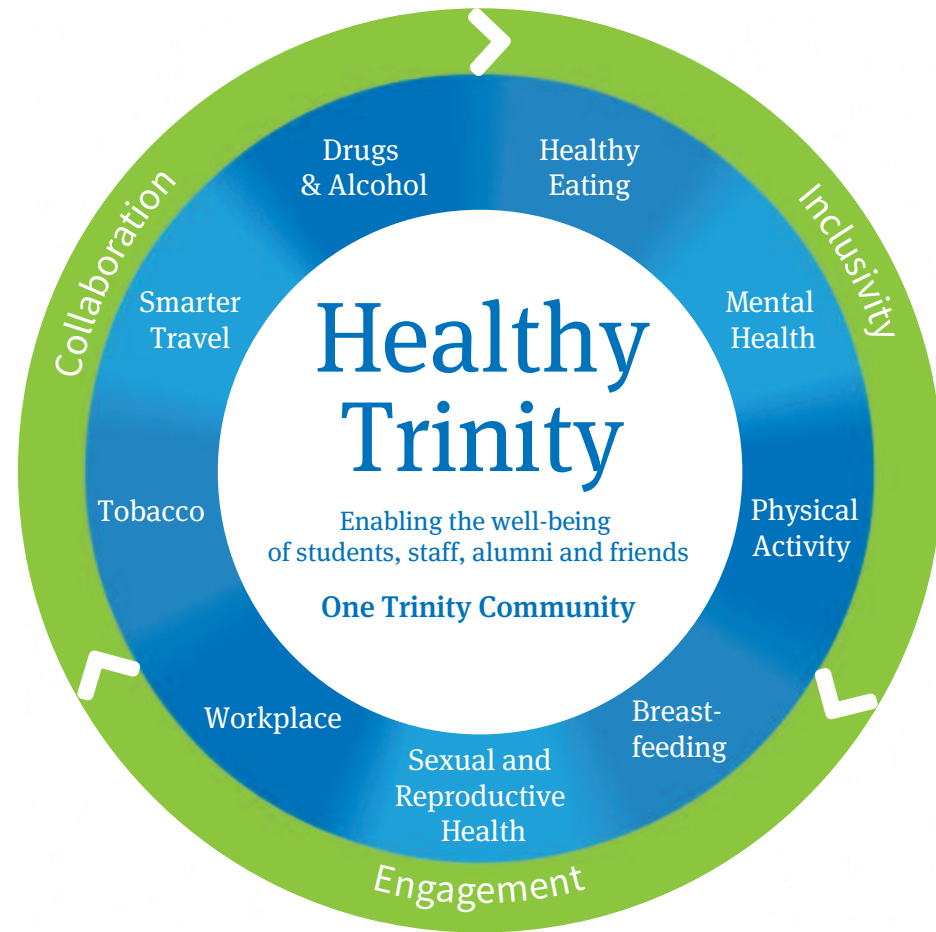 Collaboration
Inclusivity
Engagement
Drugs
& Alcohol
Healthy
Eating
Mental
Health
Physical
Activity
Breast-
feeding
Sexual and
Reproductive
Health
Workplace
Tobacco
Smarter
Travel
Healthy
Trinity
Enabling the well-being
of students, staff, alumni and friends
One Trinity Community